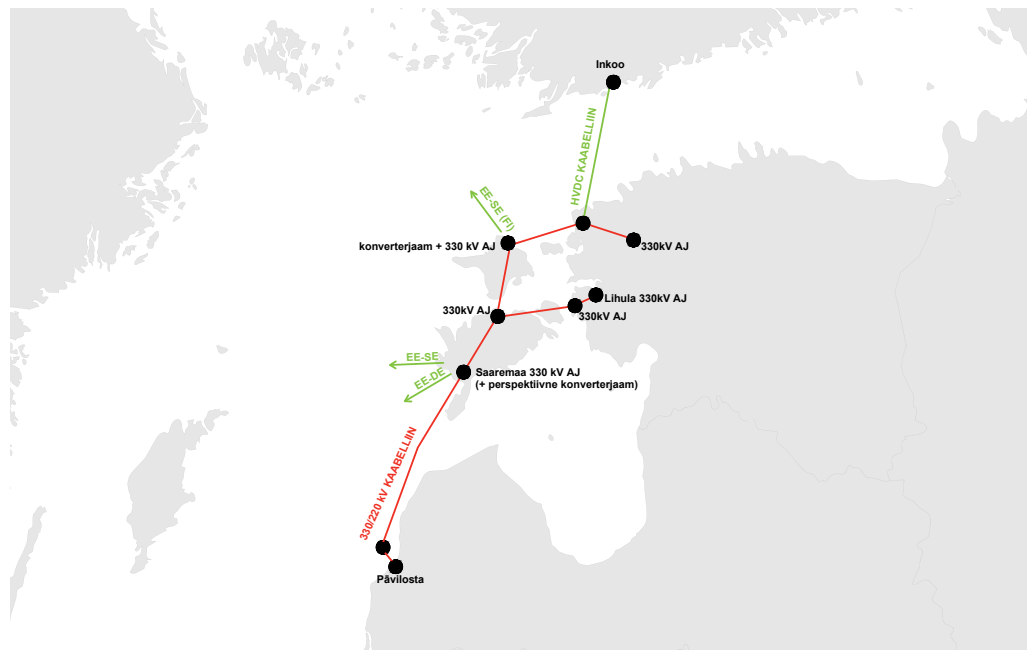 Inkoo
HVDC KAABELLIIN
EE-SE (FI)
konverterjaam + 330 kV AJ
330kV AJ
Lihula 330kV AJ
330kV AJ
330kV AJ
EE-SE
EE-DE
Saaremaa 330 kV AJ
(+ perspektiivne konverterjaam)
330/220 kV KAABELLIIN
Pāvilosta